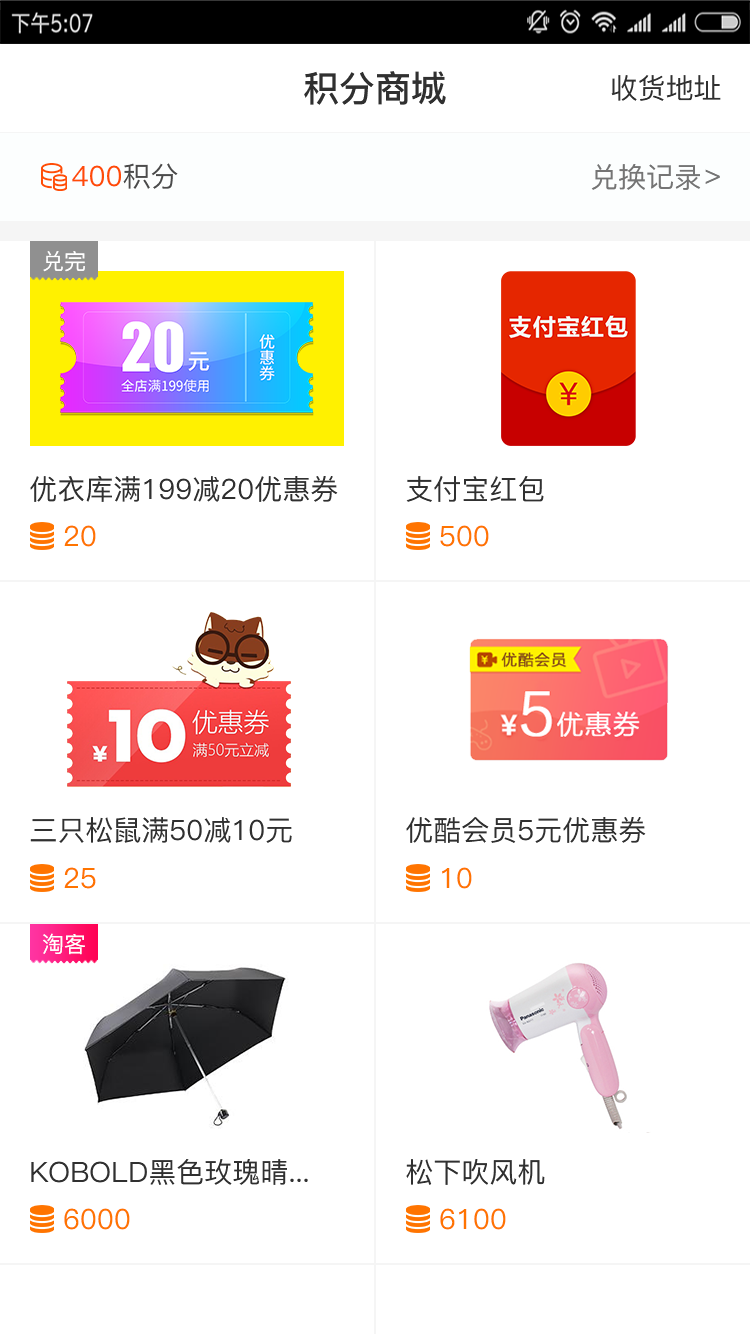 下午5:07
积分商城
收货地址
400积分
兑换记录>
兑完
20元
全店满199使用
优惠券
支付宝红包
¥
优衣库满199减20优惠券
支付宝红包
20
500
¥10
优惠券
满50元立减
¥
优酷会员
¥5优惠券
三只松鼠满50减10元
优酷会员5元优惠券
25
10
淘客
Panasonic
KOBOLD黑色玫瑰晴...
松下吹风机
6000
6100